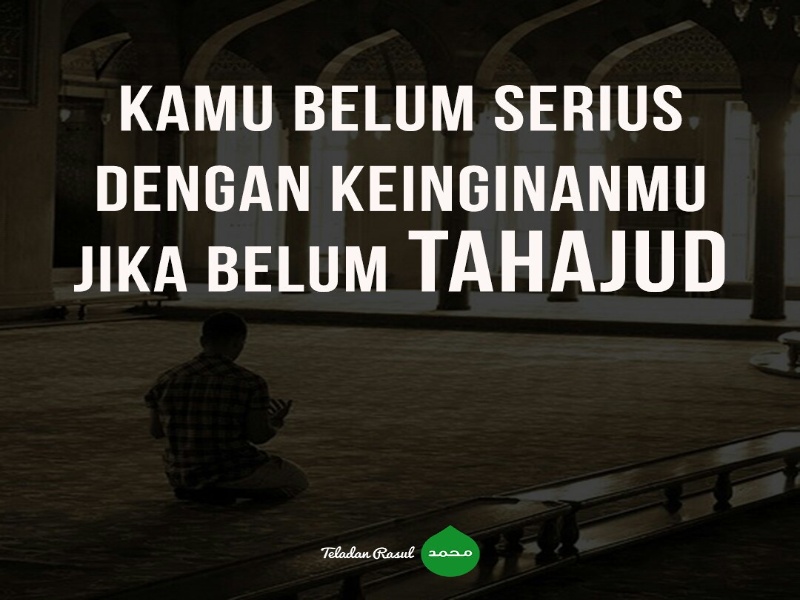 KAMU BELUM SERIUS
DENGAN KEINGINANMU
JIKA BELUM TAHAJUD
Teladan Rasul محمد